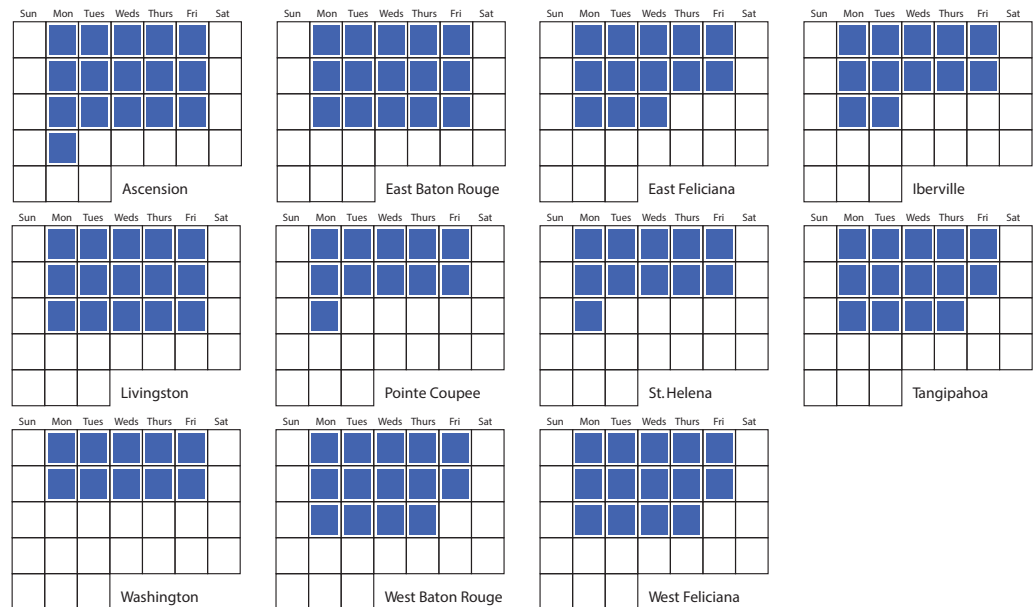 Sun Mon Tues Weds Thurs Fri Sat
Sun Mon Tues Weds Thurs Fri Sat
Sun Mon Tues Weds Thurs Fri Sat
Sun Mon Tues Weds Thurs Fri Sat
Ascension
East Baton Rouge
East Feliciana
Iberville
Sun Mon Tues Weds Thurs Fri Sat
Sun Mon Tues Weds Thurs Fri Sat
Sun Mon Tues Weds Thurs Fri Sat
Sun Mon Tues Weds Thurs Fri Sat
Livingston
Pointe Coupee
St. Helena
Tangipahoa
Sun Mon Tues Weds Thurs Fri Sat
Sun Mon Tues Weds Thurs Fri Sat
Sun Mon Tues Weds Thurs Fri Sat
Washington
West Baton Rouge
West Feliciana